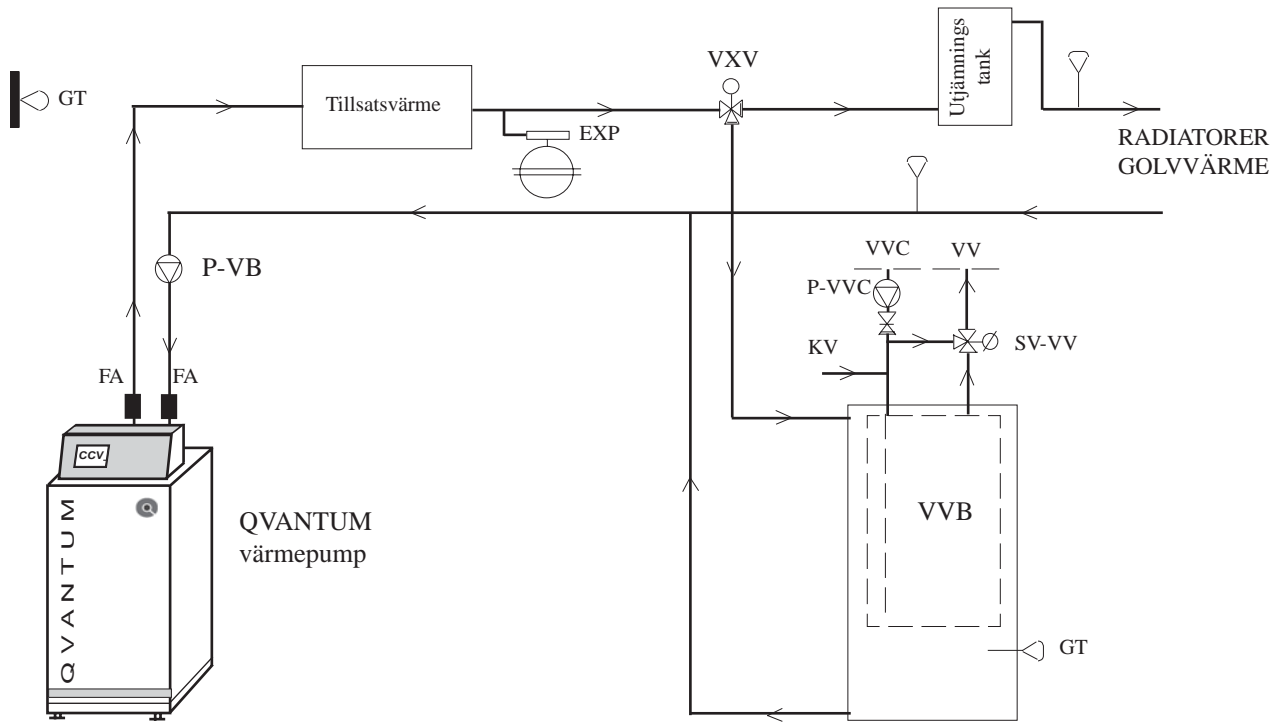 VXV
Utjämnings
tank
GT
Tillsatsvärme
EXP
RADIATORER
GOLVVÄRME
P-VB
VVC
VV
P-VVC
KV
SV-VV
FA
FA
CCV
QVANTUM
QVANTUM
värmepump
VVB
GT